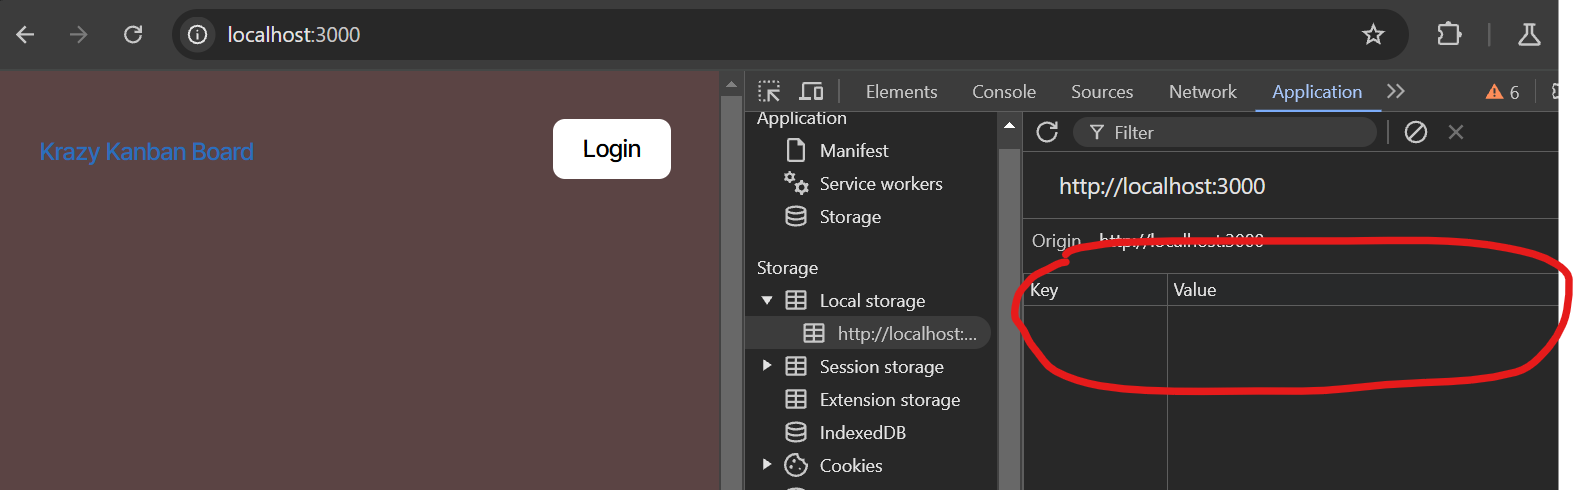 localhost:3000
Krazy Kanban Board
Login
Elements Console Sources Network Application 6
Application
Manifest
Service workers
Storage
Storage
Local storage
http://localhost:...
Session storage
Extension storage
IndexedDB
Cookies
Filter
http://localhost:3000
Origin http://localhost:3000
Key Value